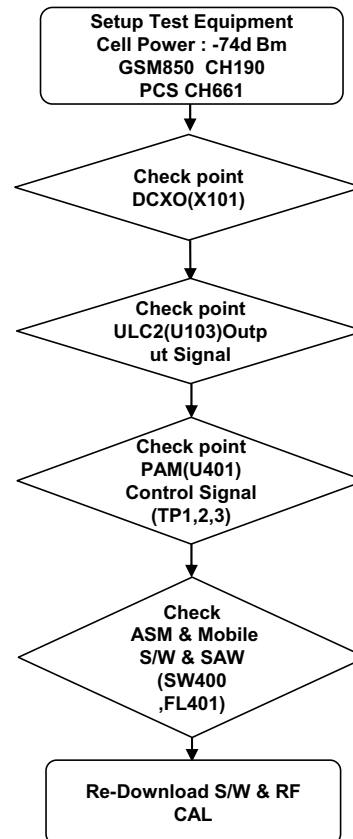 Setup Test Equipment
Cell Power : -74d Bm
GSM850 CH190
PCS CH661
Check point
DCXO(X101)
Check point
ULC2(U103)Outp
ut Signal
Check point
PAM(U401)
Control Signal
(TP1,2,3)
Check
ASM & Mobile
S/W & SAW
(SW400
,FL401)
Re-Download S/W & RF
CAL